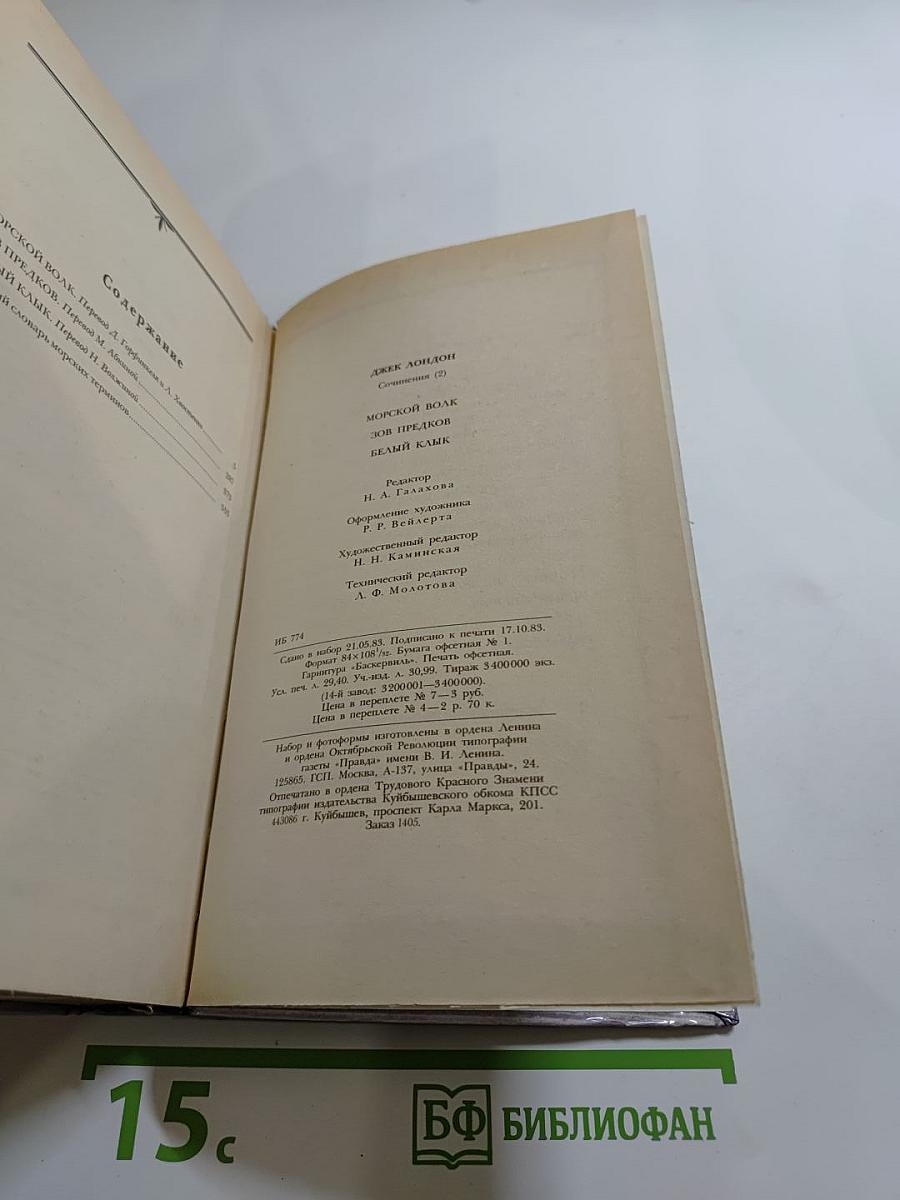 Содержание
ОРСКОЙ ВОЛК. Перевод Д. Горфинкеля и Л. Хвостенко
В ПРЕДКОВ. Перевод М. Абкиной
ЫЙ КЛЫК. Перевод Н. Волжиной
ий словарь морских терминов
5
ДЖЕК ЛОНДОН
Сочинения (2)
МОРСКОЙ ВОЛК
ЗОВ ПРЕДКОВ
БЕЛЫЙ КЛЫК
Редактор
Н. А. Галахова
Оформление художника
Р. Р. Вейлерта
Художественный редактор
Н. Н. Каминская
Технический редактор
Л. Ф. Молотова
ИБ 774
Сдано в набор 21.05.83. Подписано к печати 17.10.83.
Формат 84×108¹/₃₂. Бумага офсетная № 1.
Гарнитура «Баскервиль». Печать офсетная.
Усл. печ. л. 29,40. Уч.-изд. л. 30,99. Тираж 3400000 экз.
(14-й завод: 3200001—3400000).
Цена в переплете № 7—3 руб.
Цена в переплете № 4—2 р. 70 к.
Набор и фотоформы изготовлены в ордена Ленина
и ордена Октябрьской Революции типографии
газеты «Правда» имени В. И. Ленина.
125865. ГСП. Москва, А-137, улица «Правды», 24.
Отпечатано в ордена Трудового Красного Знамени
типографии издательства Куйбышевского обкома КПСС
443086 г. Куйбышев, проспект Карла Маркса, 201.
Заказ 1405.
15 с
БФ БИБЛИОФАН